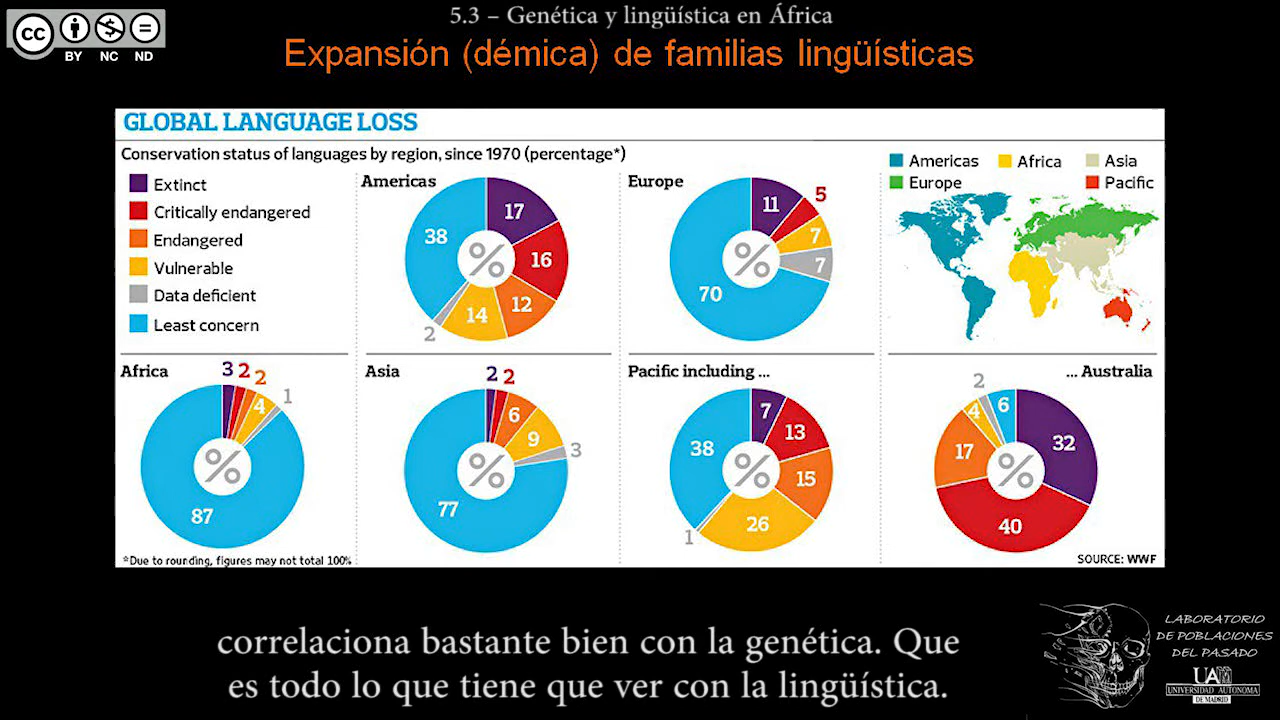 5.3 – Genética y lingüística en África
cc
BY NC ND
Expansión (démica) de familias lingüísticas
GLOBAL LANGUAGE LOSS
Conservation status of languages by region, since 1970 (percentage*)
Extinct
Critically endangered
Endangered
Vulnerable
Data deficient
Least concern
Americas
17
16
12
14
2
38
%
Europe
11
5
7
7
70
%
Americas
Africa
Asia
Europe
Pacific
Africa
3
2
2
4
1
87
%
Asia
2
2
6
9
3
77
%
Pacific including ...
7
13
15
26
1
38
%
... Australia
32
40
17
4
2
6
%
*Due to rounding, figures may not total 100%
SOURCE: WWF
correlaciona bastante bien con la genética. Que
es todo lo que tiene que ver con la lingüística.
LABORATORIO
DE POBLACIONES
DEL PASADO
UAM
UNIVERSIDAD AUTONOMA
DE MADRID